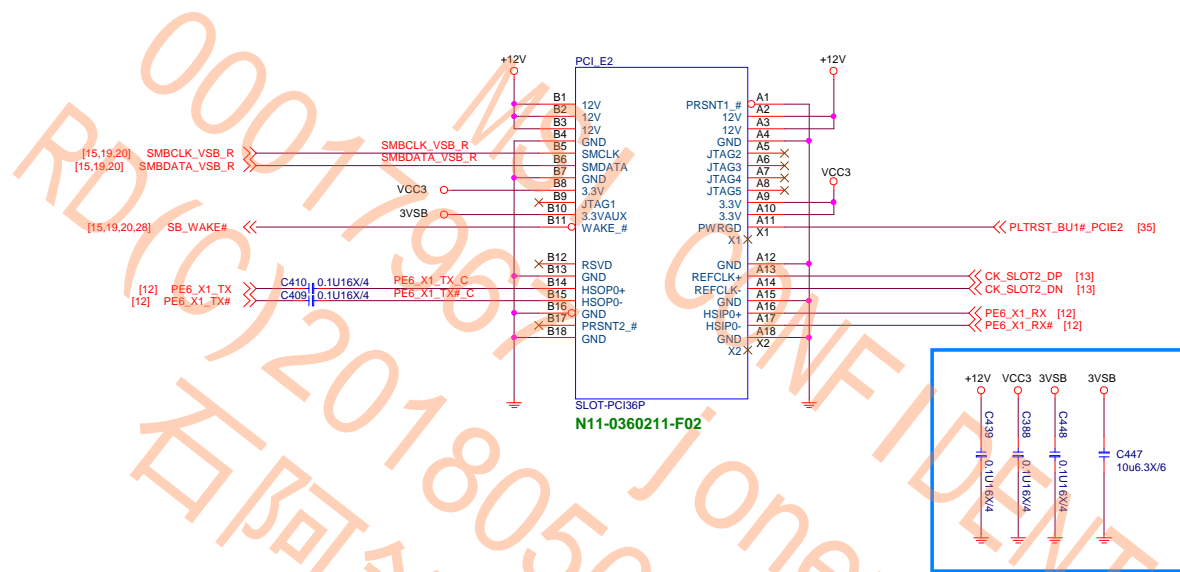 PCI_E2
+12V
+12V
B1 12V PRSNT1_# A1
B2 12V 12V A2
B3 12V 12V A3
B4 GND GND A4
[15,19,20] SMBCLK_VSB_R SMBCLK_VSB_R B5 SMCLK JTAG2 A5
[15,19,20] SMBDATA_VSB_R SMBDATA_VSB_R B6 SMDATA JTAG3 A6
B7 GND JTAG4 A7
VCC3 B8 3.3V JTAG5 A8
B9 JTAG1 3.3V A9 VCC3
3VSB B10 3.3VAUX 3.3V A10
[15,19,20,28] SB_WAKE# B11 WAKE_# PWRGD A11 PLTRST_BU1#_PCIE2 [35]
X1 X1
B12 RSVD GND A12
B13 GND REFCLK+ A13 CK_SLOT2_DP [13]
[12] PE6_X1_TX C410 0.1U16X/4 PE6_X1_TX_C B14 HSOP0+ REFCLK- A14 CK_SLOT2_DN [13]
[12] PE6_X1_TX# C409 0.1U16X/4 PE6_X1_TX#_C B15 HSOP0- GND A15
B16 GND HSIP0+ A16 PE6_X1_RX [12]
B17 PRSNT2_# HSIP0- A17 PE6_X1_RX# [12]
B18 GND GND A18
X2 X2
SLOT-PCI36P
N11-0360211-F02
+12V VCC3 3VSB 3VSB
C439 0.1U16X/4
C388 0.1U16X/4
C448 0.1U16X/4
C447
10u6.3X/6
MSI CONFIDENT
000179967 jone
RD(C)2018050
石阿